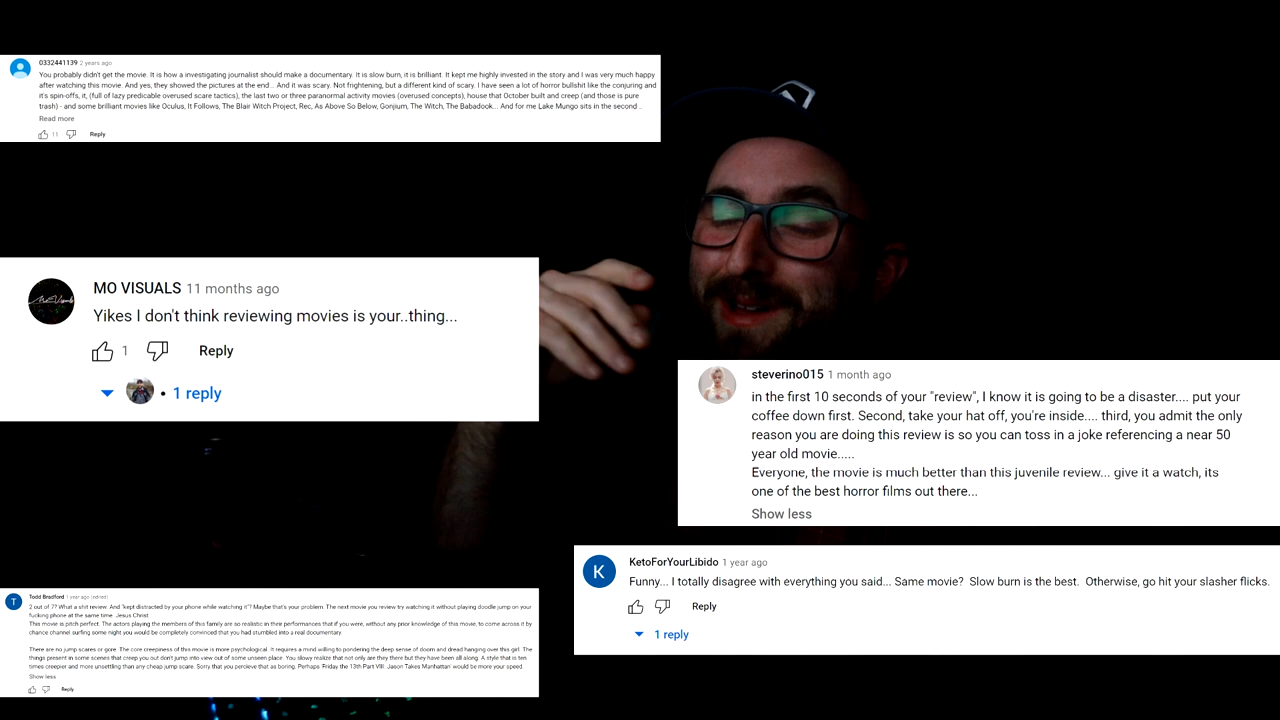 0332441139 2 years ago
You probably didn't get the movie. It is how a investigating journalist should make a documentary. It is slow burn, it is brilliant. It kept me highly invested in the story and I was very much happy
after watching this movie. And yes, they showed the pictures at the end... And it was scary. Not frightening, but a different kind of scary. I have seen a lot of horror bullshit like the conjuring and
it's spin-offs, it, (full of lazy predicable overused scare tactics), the last two or three paranormal activity movies (overused concepts), house that October built and creep (and those is pure
trash) - and some brilliant movies like Oculus, It Follows, The Blair Witch Project, Rec, As Above So Below, Gonjium, The Witch, The Babadook... And for me Lake Mungo sits in the second ..
Read more
11 Reply
MO VISUALS 11 months ago
Yikes I don't think reviewing movies is your..thing...
1 Reply
• 1 reply
steverino015 1 month ago
in the first 10 seconds of your "review", I know it is going to be a disaster.... put your
coffee down first. Second, take your hat off, you're inside.... third, you admit the only
reason you are doing this review is so you can toss in a joke referencing a near 50
year old movie.....
Everyone, the movie is much better than this juvenile review... give it a watch, its
one of the best horror films out there...
Show less
K
KetoForYourLibido 1 year ago
Funny... I totally disagree with everything you said... Same movie? Slow burn is the best. Otherwise, go hit your slasher flicks.
Reply
1 reply
T
Todd Bradford 1 year ago (edited)
2 out of 7? What a shit review. And "kept distracted by your phone while watching it"? Maybe that's your problem. The next movie you review try watching it without playing doodle jump on your
fucking phone at the same time. Jesus Christ
This movie is pitch perfect. The actors playing the members of this family are so realistic in their performances that if you were, without any prior knowledge of this movie, to come across it by
chance channel surfing some night you would be completely convinced that you had stumbled into a real documentary.
There are no jump scares or gore. The core creepiness of this movie is more psychological. It requires a mind willing to pondering the deep sense of doom and dread hanging over this girl. The
things present in some scenes that creep you out don't jump into view out of some unseen place. You slowy realize that not only are they there but they have been all along. A style that is ten
times creepier and more unsettling than any cheap jump scare. Sorry that you percieve that as boring. Perhaps 'Friday the 13th Part VIII: Jason Takes Manhattan' would be more your speed.
Show less
Reply